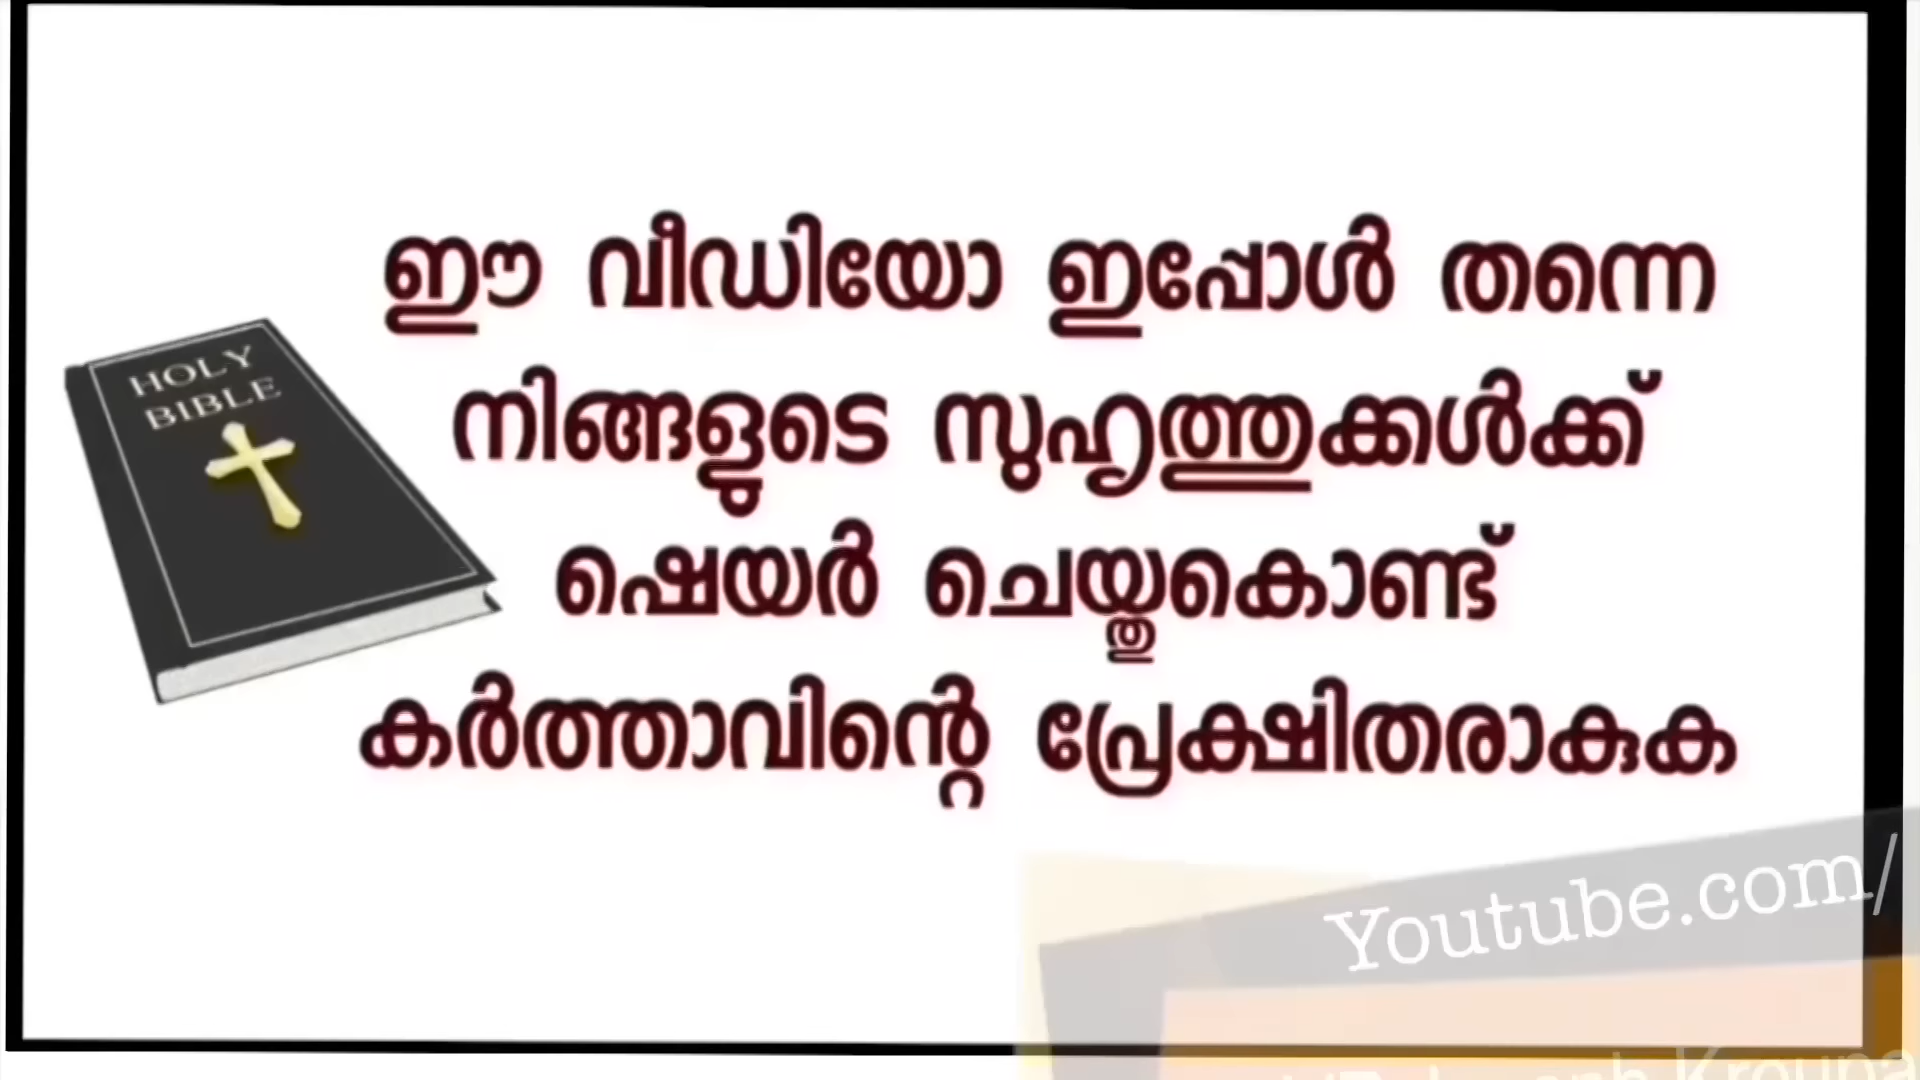 ഈ വീഡിയോ ഇപ്പോൾ തന്നെ
നിങ്ങളുടെ സുഹൃത്തുക്കൾക്ക്
ഷെയർ ചെയ്തുകൊണ്ട്
കർത്താവിന്റെ പ്രേക്ഷിതരാകുക
HOLY
BIBLE
Youtube.com/